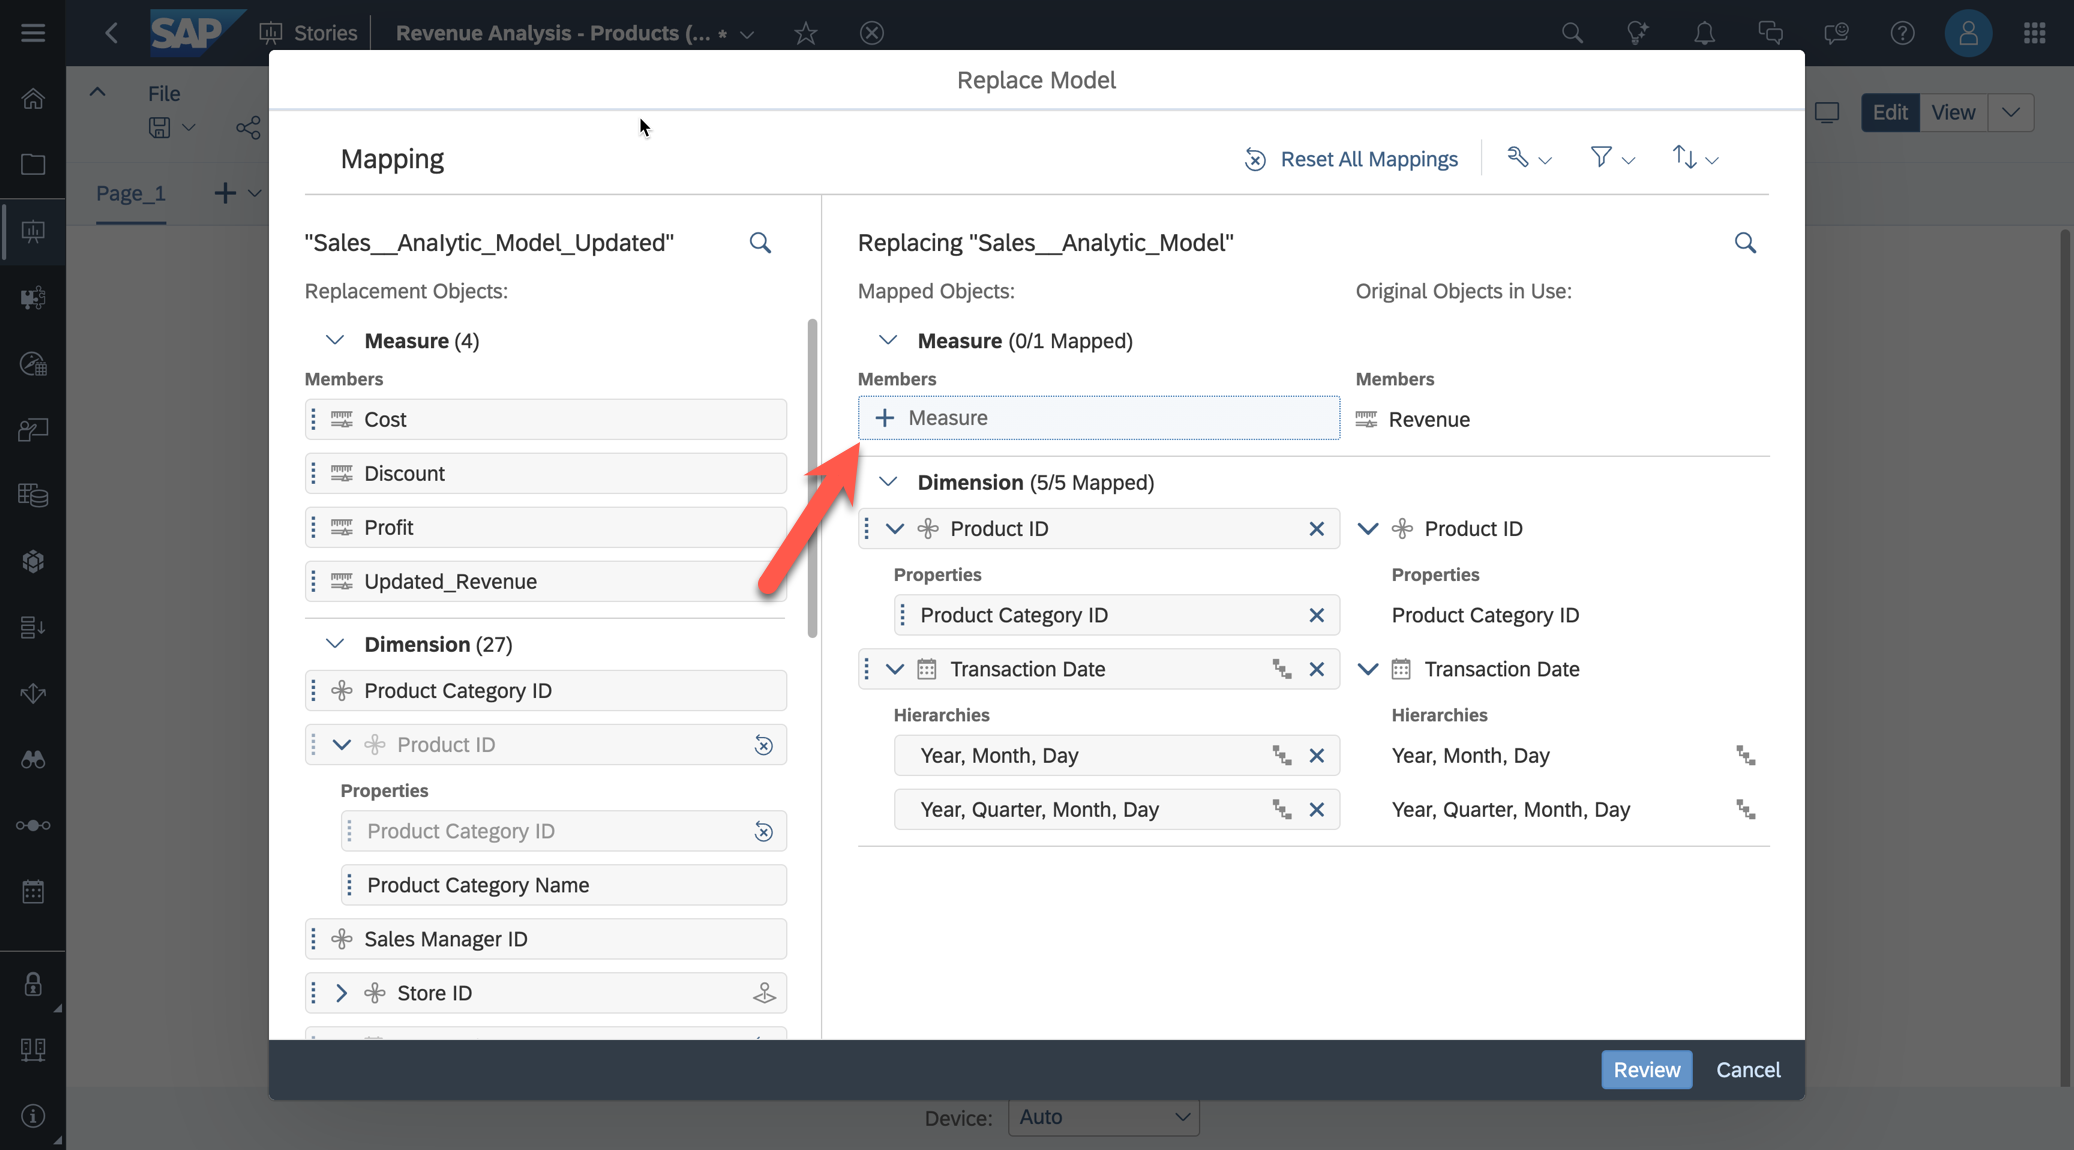 SAP Stories Revenue Analysis - Products (... *
Replace Model
File
Edit View
Page_1
Mapping
Reset All Mappings
"Sales__Analytic_Model_Updated"
Replacement Objects:
Measure (4)
Members
Cost
Discount
Profit
Updated_Revenue
Dimension (27)
Product Category ID
Product ID
Properties
Product Category ID
Product Category Name
Sales Manager ID
Store ID
Replacing "Sales__Analytic_Model"
Mapped Objects: Original Objects in Use:
Measure (0/1 Mapped)
Members Members
Measure Revenue
Dimension (5/5 Mapped)
Product ID Product ID
Properties Properties
Product Category ID Product Category ID
Transaction Date Transaction Date
Hierarchies Hierarchies
Year, Month, Day Year, Month, Day
Year, Quarter, Month, Day Year, Quarter, Month, Day
Review Cancel
Device: Auto